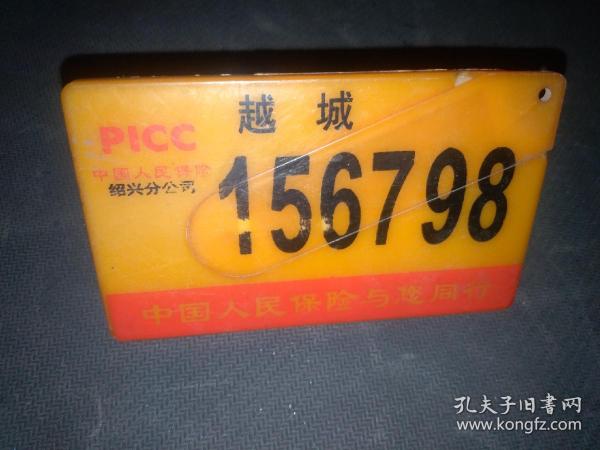 越城
PICC
中国人民保险
绍兴分公司
156798
中国人民保险与您同行
孔夫子旧書网
www.kongfz.com